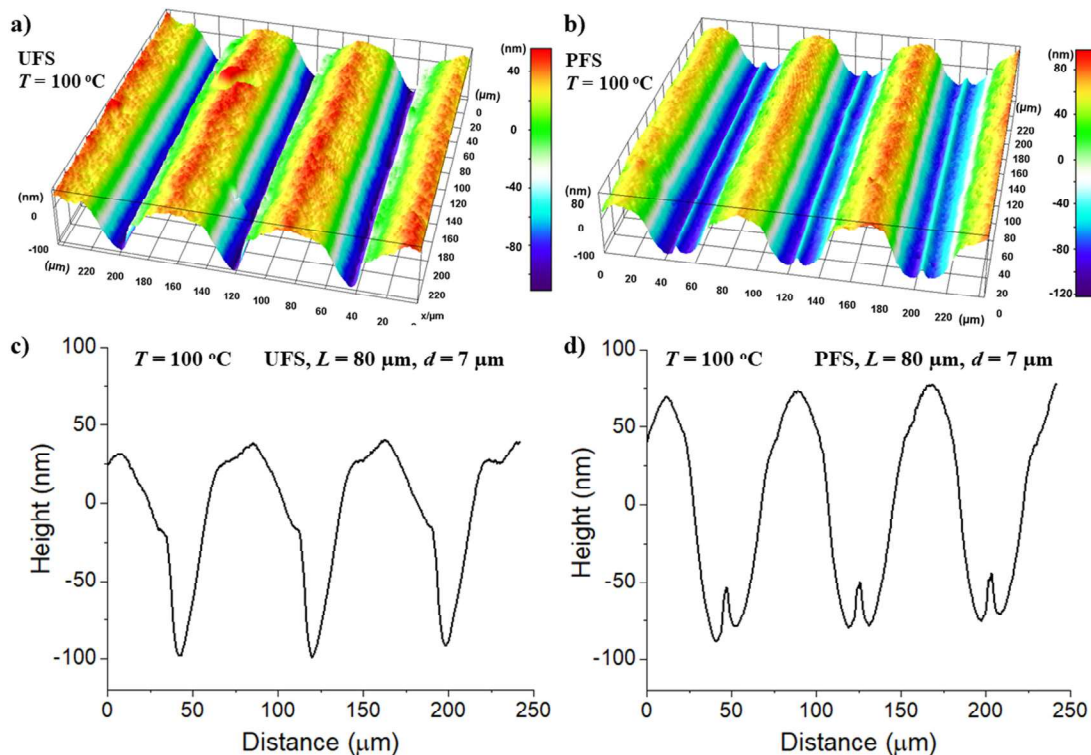 a)
UFS
T = 100 °C
(nm)
40
0
-40
-80
(μm)
0
20
40
60
80
100
120
140
160
180
200
220
(nm)
0
-100
(μm)
220
200
180
160
140
120
100
80
60
40
20
x/μm
b)
PFS
T = 100 °C
(nm)
80
40
0
-40
-80
-120
(μm)
220
200
180
160
140
120
100
80
60
40
20
0
(nm)
80
0
-100
0
20
40
60
80
100
120
140
160
180
200
220
(μm)
c)
T = 100 °C UFS, L = 80 μm, d = 7 μm
Height (nm)
100
50
0
-50
-100
0 50 100 150 200 250
Distance (μm)
d)
T = 100 °C PFS, L = 80 μm, d = 7 μm
Height (nm)
100
50
0
-50
-100
0 50 100 150 200 250
Distance (μm)